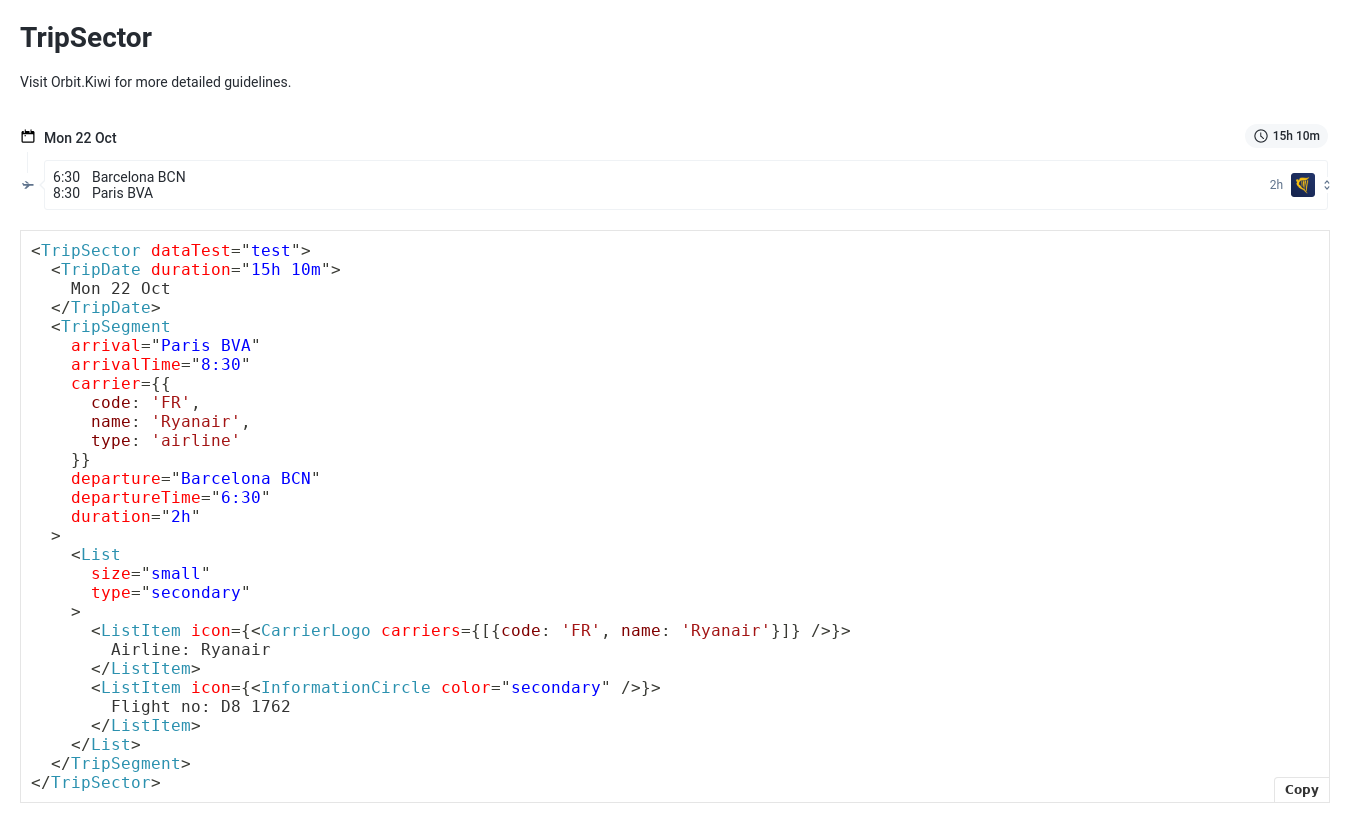 TripSector
Visit Orbit.Kiwi for more detailed guidelines.
Mon 22 Oct 15h 10m
6:30 Barcelona BCN
8:30 Paris BVA
2h
<TripSector dataTest="test">
  <TripDate duration="15h 10m">
    Mon 22 Oct
  </TripDate>
  <TripSegment
    arrival="Paris BVA"
    arrivalTime="8:30"
    carrier={{
      code: 'FR',
      name: 'Ryanair',
      type: 'airline'
    }}
    departure="Barcelona BCN"
    departureTime="6:30"
    duration="2h"
  >
    <List
      size="small"
      type="secondary"
    >
      <ListItem icon={<CarrierLogo carriers={[{code: 'FR', name: 'Ryanair'}]} />}>
        Airline: Ryanair
      </ListItem>
      <ListItem icon={<InformationCircle color="secondary" />}>
        Flight no: D8 1762
      </ListItem>
    </List>
  </TripSegment>
</TripSector>
Copy